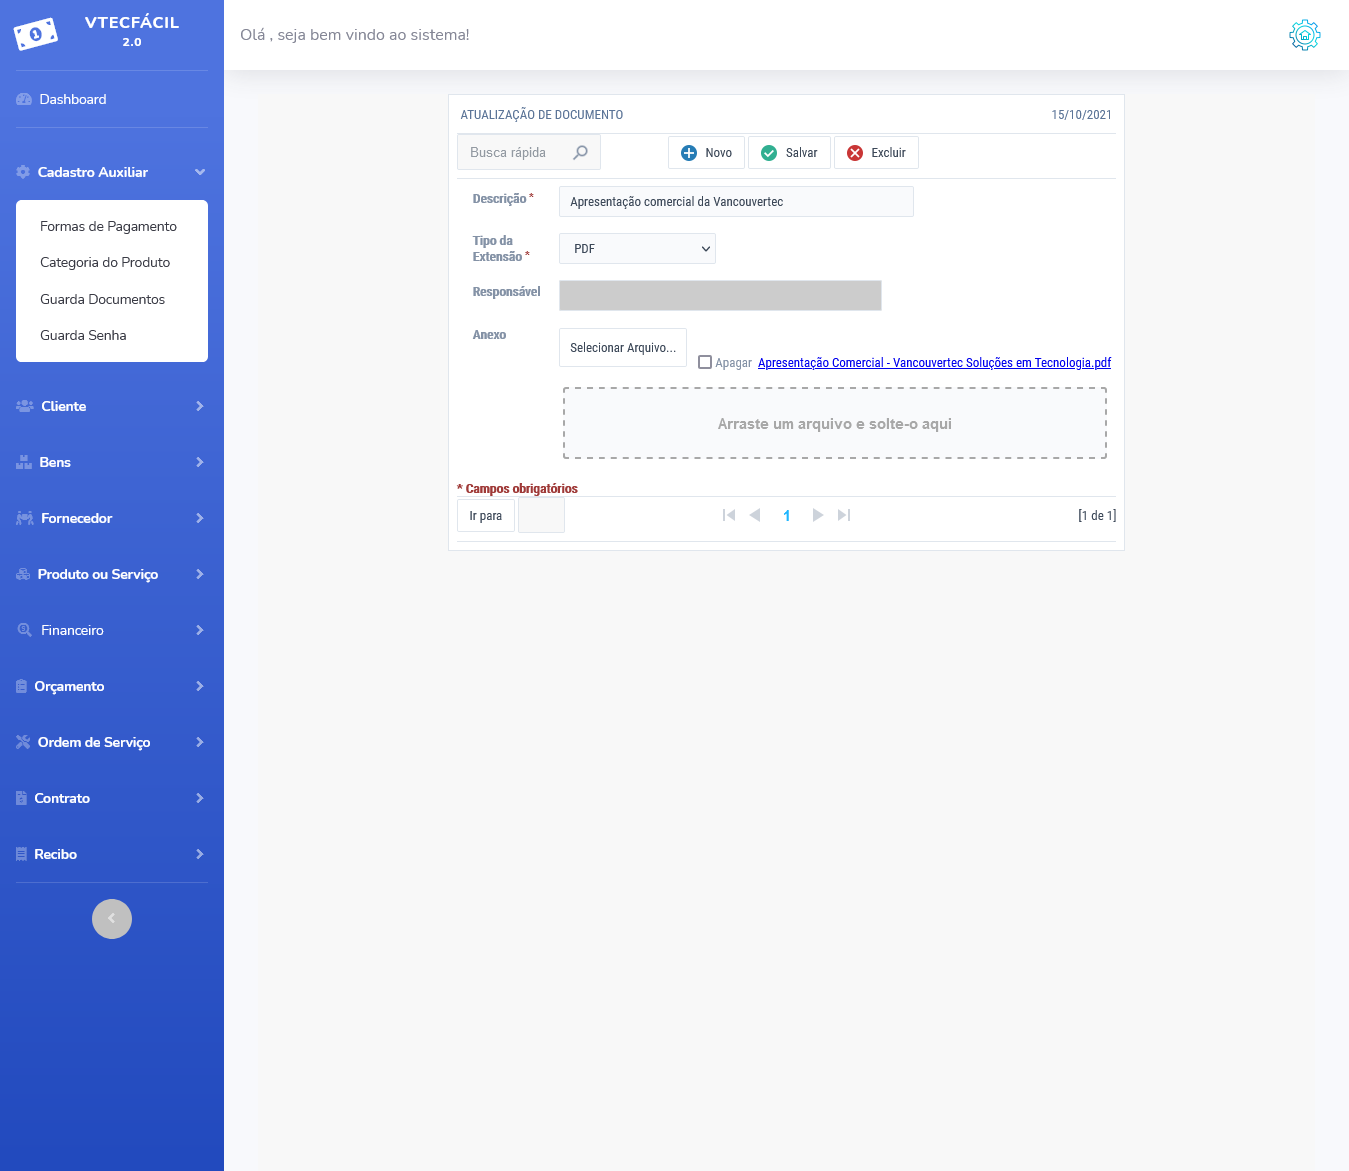 VTECFÁCIL
2.0
Olá , seja bem vindo ao sistema!
Dashboard
Cadastro Auxiliar
Formas de Pagamento
Categoria do Produto
Guarda Documentos
Guarda Senha
Cliente
Bens
Fornecedor
Produto ou Serviço
Financeiro
Orçamento
Ordem de Serviço
Contrato
Recibo
ATUALIZAÇÃO DE DOCUMENTO 15/10/2021
Busca rápida Novo Salvar Excluir
Descrição * Apresentação comercial da Vancouvertec
Tipo da
Extensão * PDF
Responsável
Anexo
Selecionar Arquivo...
Apagar Apresentação Comercial - Vancouvertec Soluções em Tecnologia.pdf
Arraste um arquivo e solte-o aqui
* Campos obrigatórios
Ir para 1 [1 de 1]